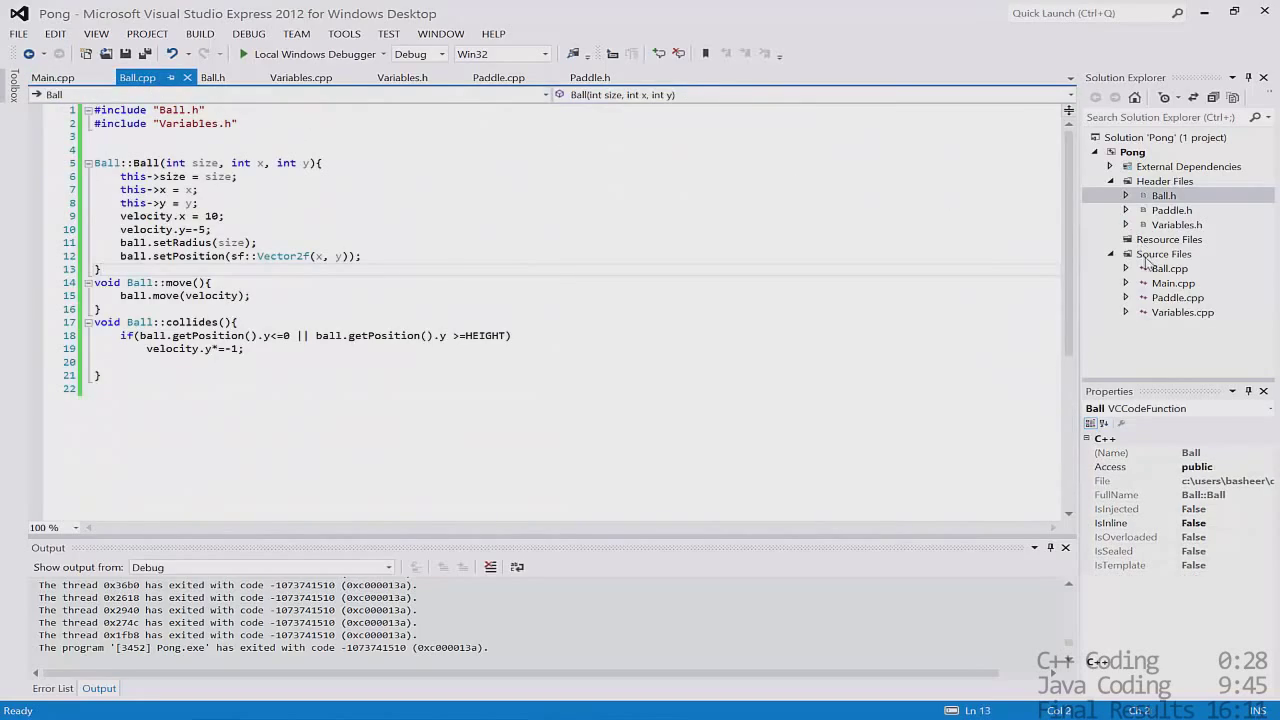 Pong - Microsoft Visual Studio Express 2012 for Windows Desktop
Quick Launch (Ctrl+Q)
FILE EDIT VIEW PROJECT BUILD DEBUG TEAM TOOLS TEST WINDOW HELP
Local Windows Debugger Debug Win32
Toolbox
Main.cpp Ball.cpp Ball.h Variables.cpp Variables.h Paddle.cpp Paddle.h
Ball Ball(int size, int x, int y)
1 #include "Ball.h"
2 #include "Variables.h"
3
4
5 Ball::Ball(int size, int x, int y){
6 this->size = size;
7 this->x = x;
8 this->y = y;
9 velocity.x = 10;
10 velocity.y=-5;
11 ball.setRadius(size);
12 ball.setPosition(sf::Vector2f(x, y));
13 }
14 void Ball::move(){
15 ball.move(velocity);
16 }
17 void Ball::collides(){
18 if(ball.getPosition().y<=0 || ball.getPosition().y >=HEIGHT)
19 velocity.y*=-1;
20
21 }
22
100 %
Solution Explorer
Search Solution Explorer (Ctrl+;)
Solution 'Pong' (1 project)
Pong
External Dependencies
Header Files
Ball.h
Paddle.h
Variables.h
Resource Files
Source Files
Ball.cpp
Main.cpp
Paddle.cpp
Variables.cpp
Properties
Ball VCCodeFunction
C++
(Name) Ball
Access public
File c:\users\basheer\c
FullName Ball::Ball
IsInjected False
IsInline False
IsOverloaded False
IsSealed False
IsTemplate False
C++
Output
Show output from: Debug
The thread 0x36b0 has exited with code -1073741510 (0xc000013a).
The thread 0x2618 has exited with code -1073741510 (0xc000013a).
The thread 0x2940 has exited with code -1073741510 (0xc000013a).
The thread 0x274c has exited with code -1073741510 (0xc000013a).
The thread 0x1fb8 has exited with code -1073741510 (0xc000013a).
The program '[3452] Pong.exe' has exited with code -1073741510 (0xc000013a).
Error List Output
C++ Coding 0:28
Java Coding 9:45
Final Results 16:11
Ready Ln 13 Col 2 Ch 2 INS